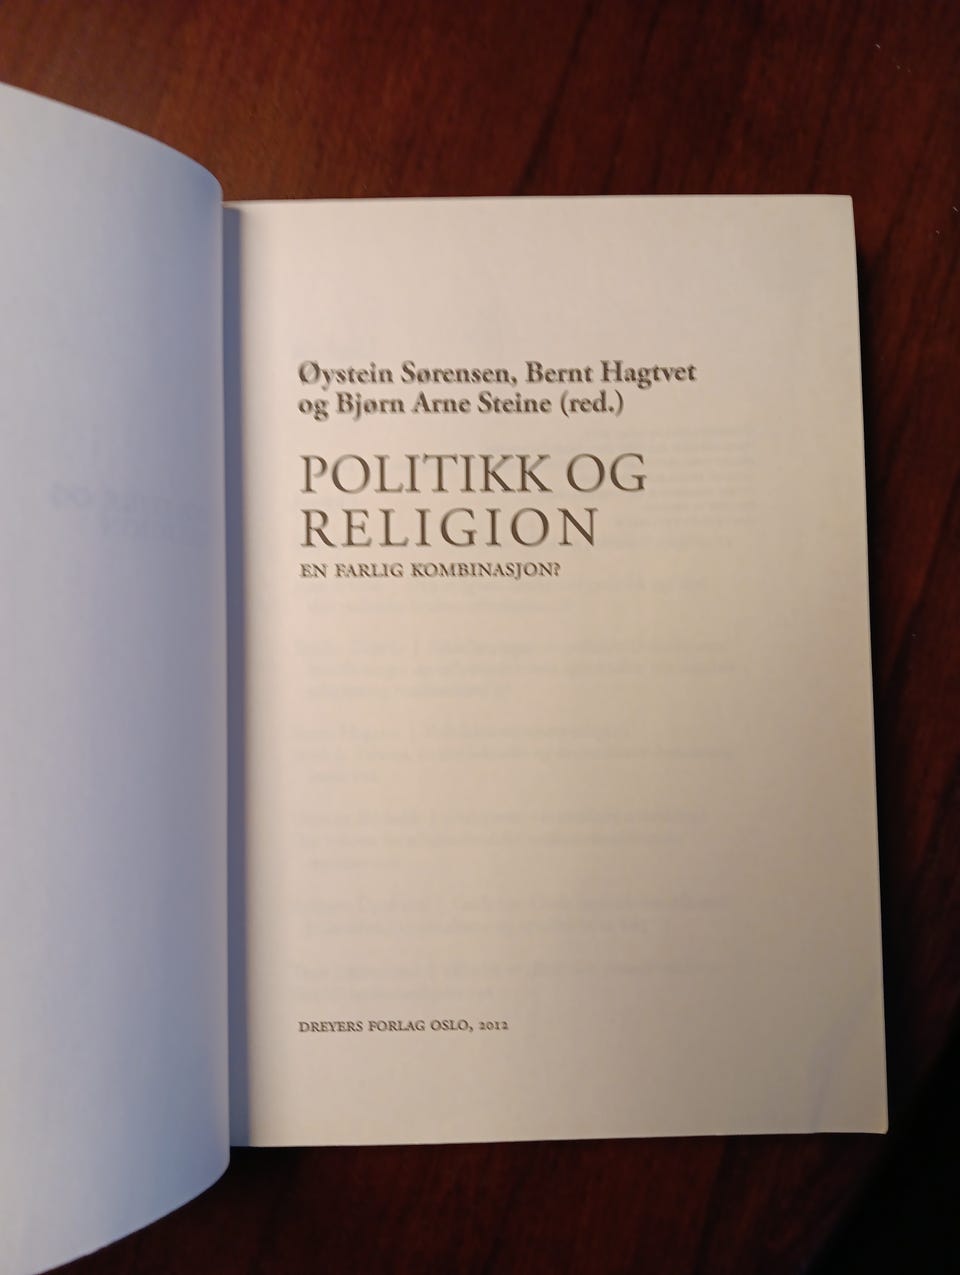 Øystein Sørensen, Bernt Hagtvet
og Bjørn Arne Steine (red.)
POLITIKK OG
RELIGION
EN FARLIG KOMBINASJON?
DREYERS FORLAG OSLO, 2012